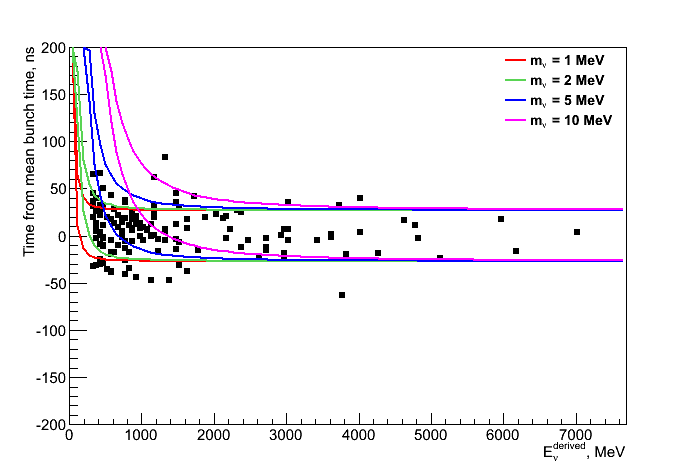 Time from mean bunch time, ns
200
150
100
50
0
-50
-100
-150
-200
0 1000 2000 3000 4000 5000 6000 7000
E_ν^derived, MeV
m_ν = 1 MeV
m_ν = 2 MeV
m_ν = 5 MeV
m_ν = 10 MeV